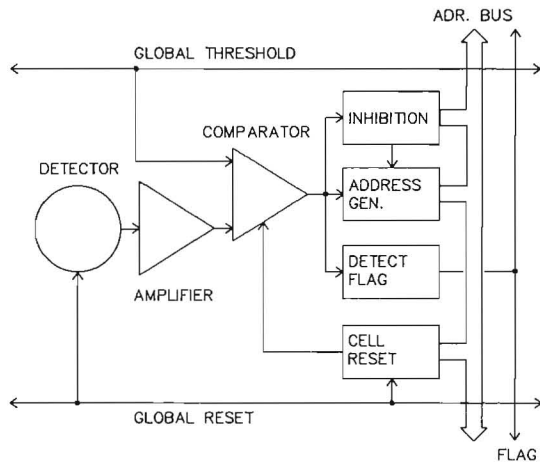 ADR. BUS
GLOBAL THRESHOLD
COMPARATOR
INHIBITION
DETECTOR
ADDRESS
GEN.
DETECT
FLAG
AMPLIFIER
CELL
RESET
GLOBAL RESET
FLAG